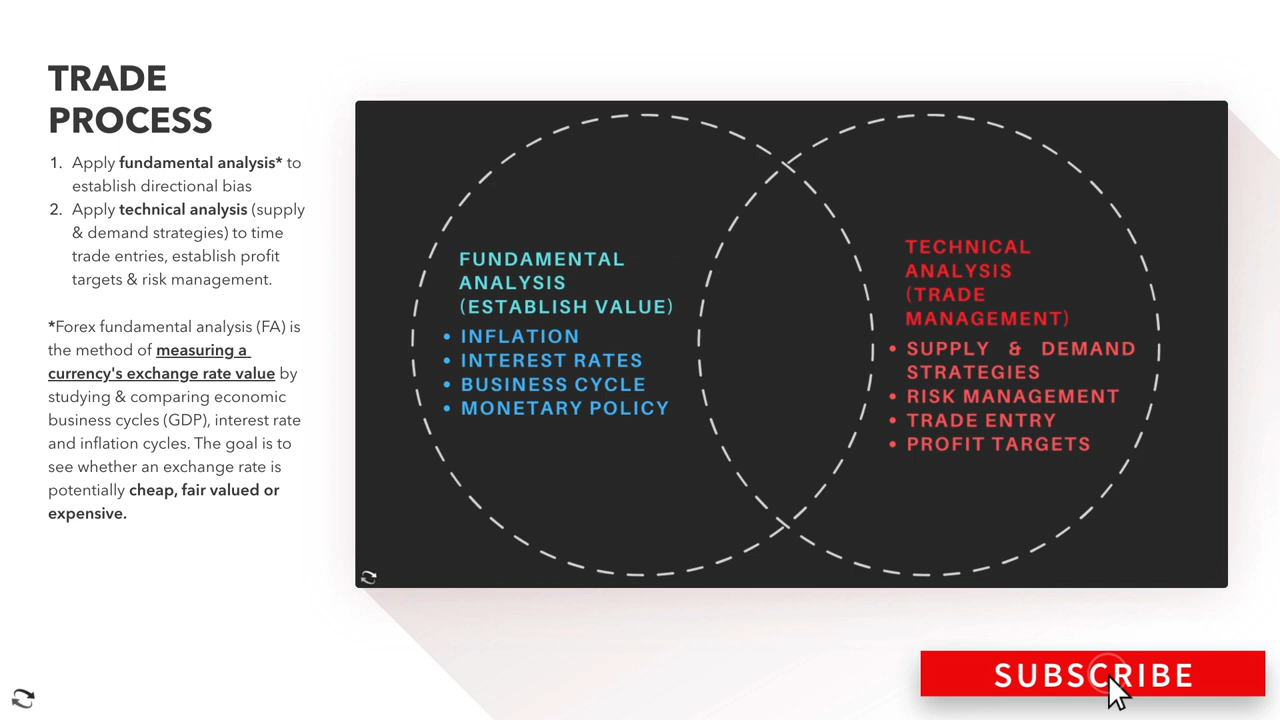 TRADE
PROCESS
1. Apply fundamental analysis* to
establish directional bias
2. Apply technical analysis (supply
& demand strategies) to time
trade entries, establish profit
targets & risk management.
*Forex fundamental analysis (FA) is
the method of measuring a
currency's exchange rate value by
studying & comparing economic
business cycles (GDP), interest rate
and inflation cycles. The goal is to
see whether an exchange rate is
potentially cheap, fair valued or
expensive.
FUNDAMENTAL
ANALYSIS
(ESTABLISH VALUE)
• INFLATION
• INTEREST RATES
• BUSINESS CYCLE
• MONETARY POLICY
TECHNICAL
ANALYSIS
(TRADE
MANAGEMENT)
• SUPPLY & DEMAND
STRATEGIES
• RISK MANAGEMENT
• TRADE ENTRY
• PROFIT TARGETS
SUBSCRIBE